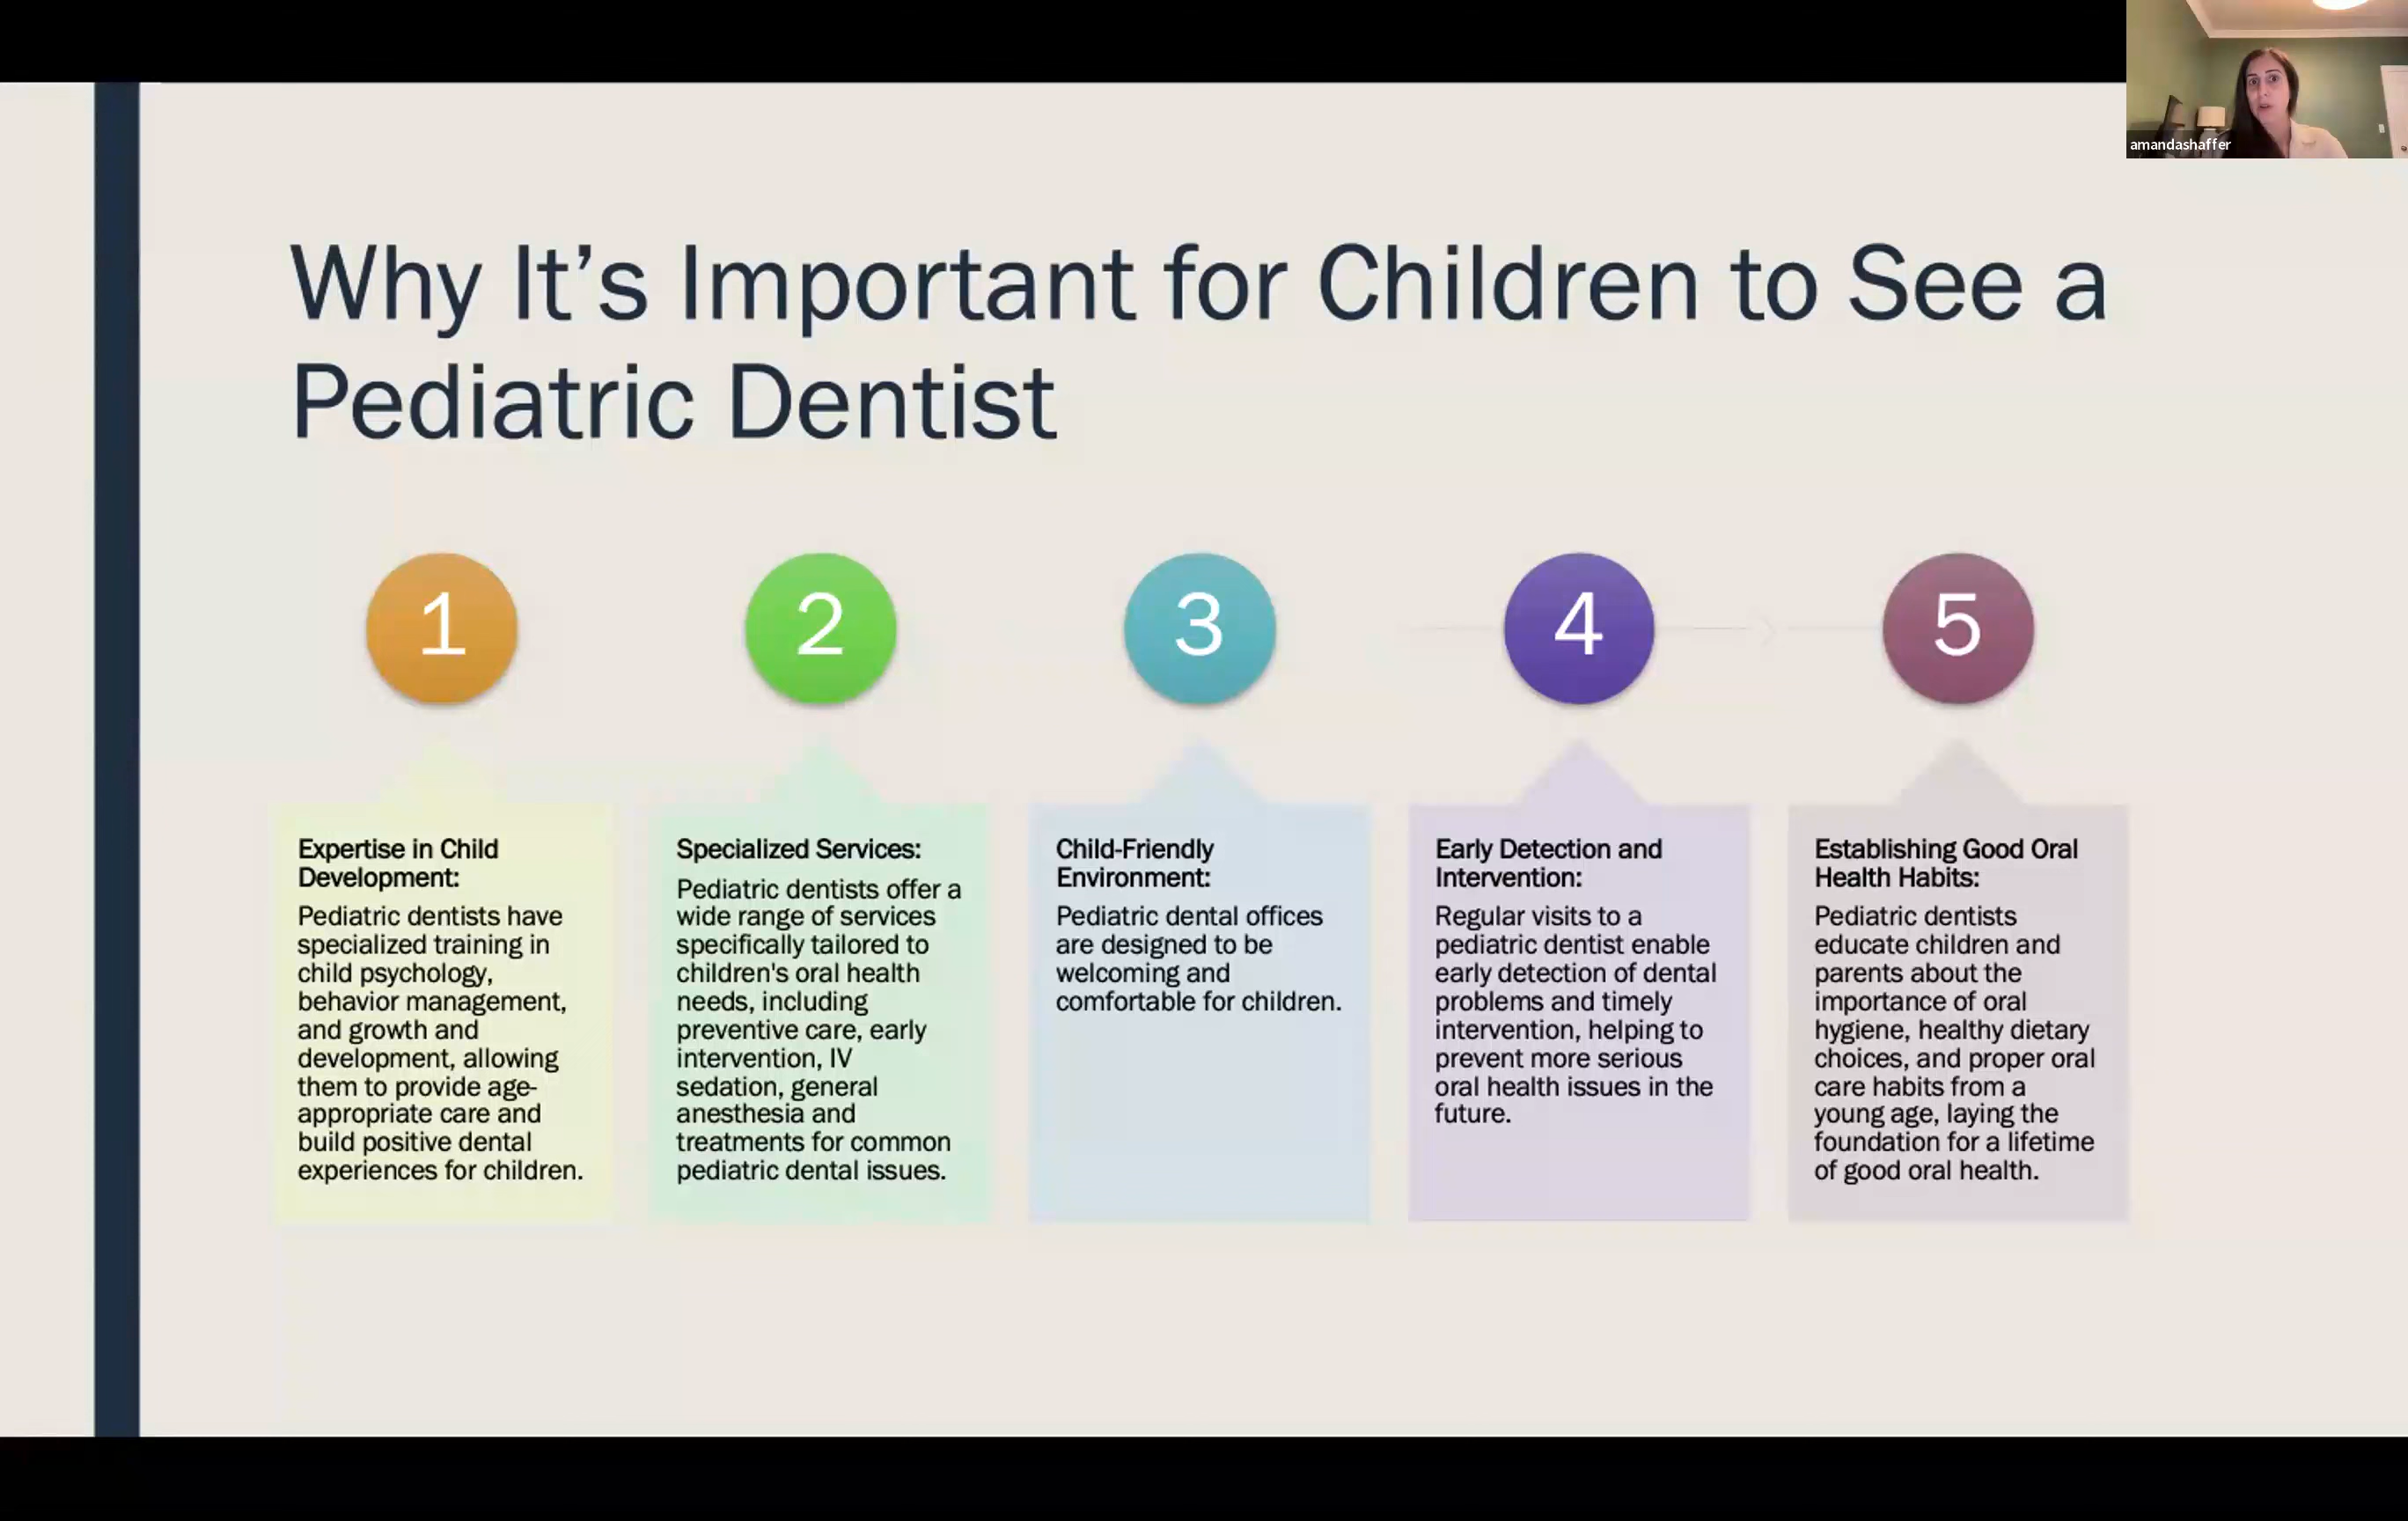 amandashaffer
Why It’s Important for Children to See a
Pediatric Dentist
1
2
3
4
5
Expertise in Child
Development:
Pediatric dentists have
specialized training in
child psychology,
behavior management,
and growth and
development, allowing
them to provide age-
appropriate care and
build positive dental
experiences for children.
Specialized Services:
Pediatric dentists offer a
wide range of services
specifically tailored to
children's oral health
needs, including
preventive care, early
intervention, IV
sedation, general
anesthesia and
treatments for common
pediatric dental issues.
Child-Friendly
Environment:
Pediatric dental offices
are designed to be
welcoming and
comfortable for children.
Early Detection and
Intervention:
Regular visits to a
pediatric dentist enable
early detection of dental
problems and timely
intervention, helping to
prevent more serious
oral health issues in the
future.
Establishing Good Oral
Health Habits:
Pediatric dentists
educate children and
parents about the
importance of oral
hygiene, healthy dietary
choices, and proper oral
care habits from a
young age, laying the
foundation for a lifetime
of good oral health.